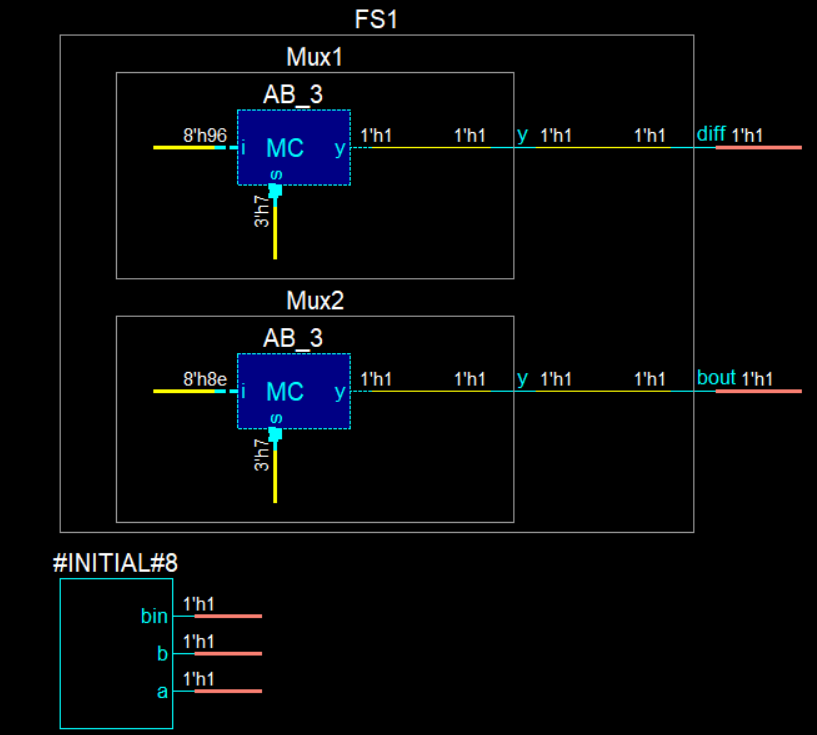 FS1
Mux1
AB_3
8'h96 i MC y 1'h1 1'h1 y 1'h1 1'h1 diff 1'h1
s
3'h7
Mux2
AB_3
8'h8e i MC y 1'h1 1'h1 y 1'h1 1'h1 bout 1'h1
s
3'h7
#INITIAL#8
bin 1'h1
b 1'h1
a 1'h1